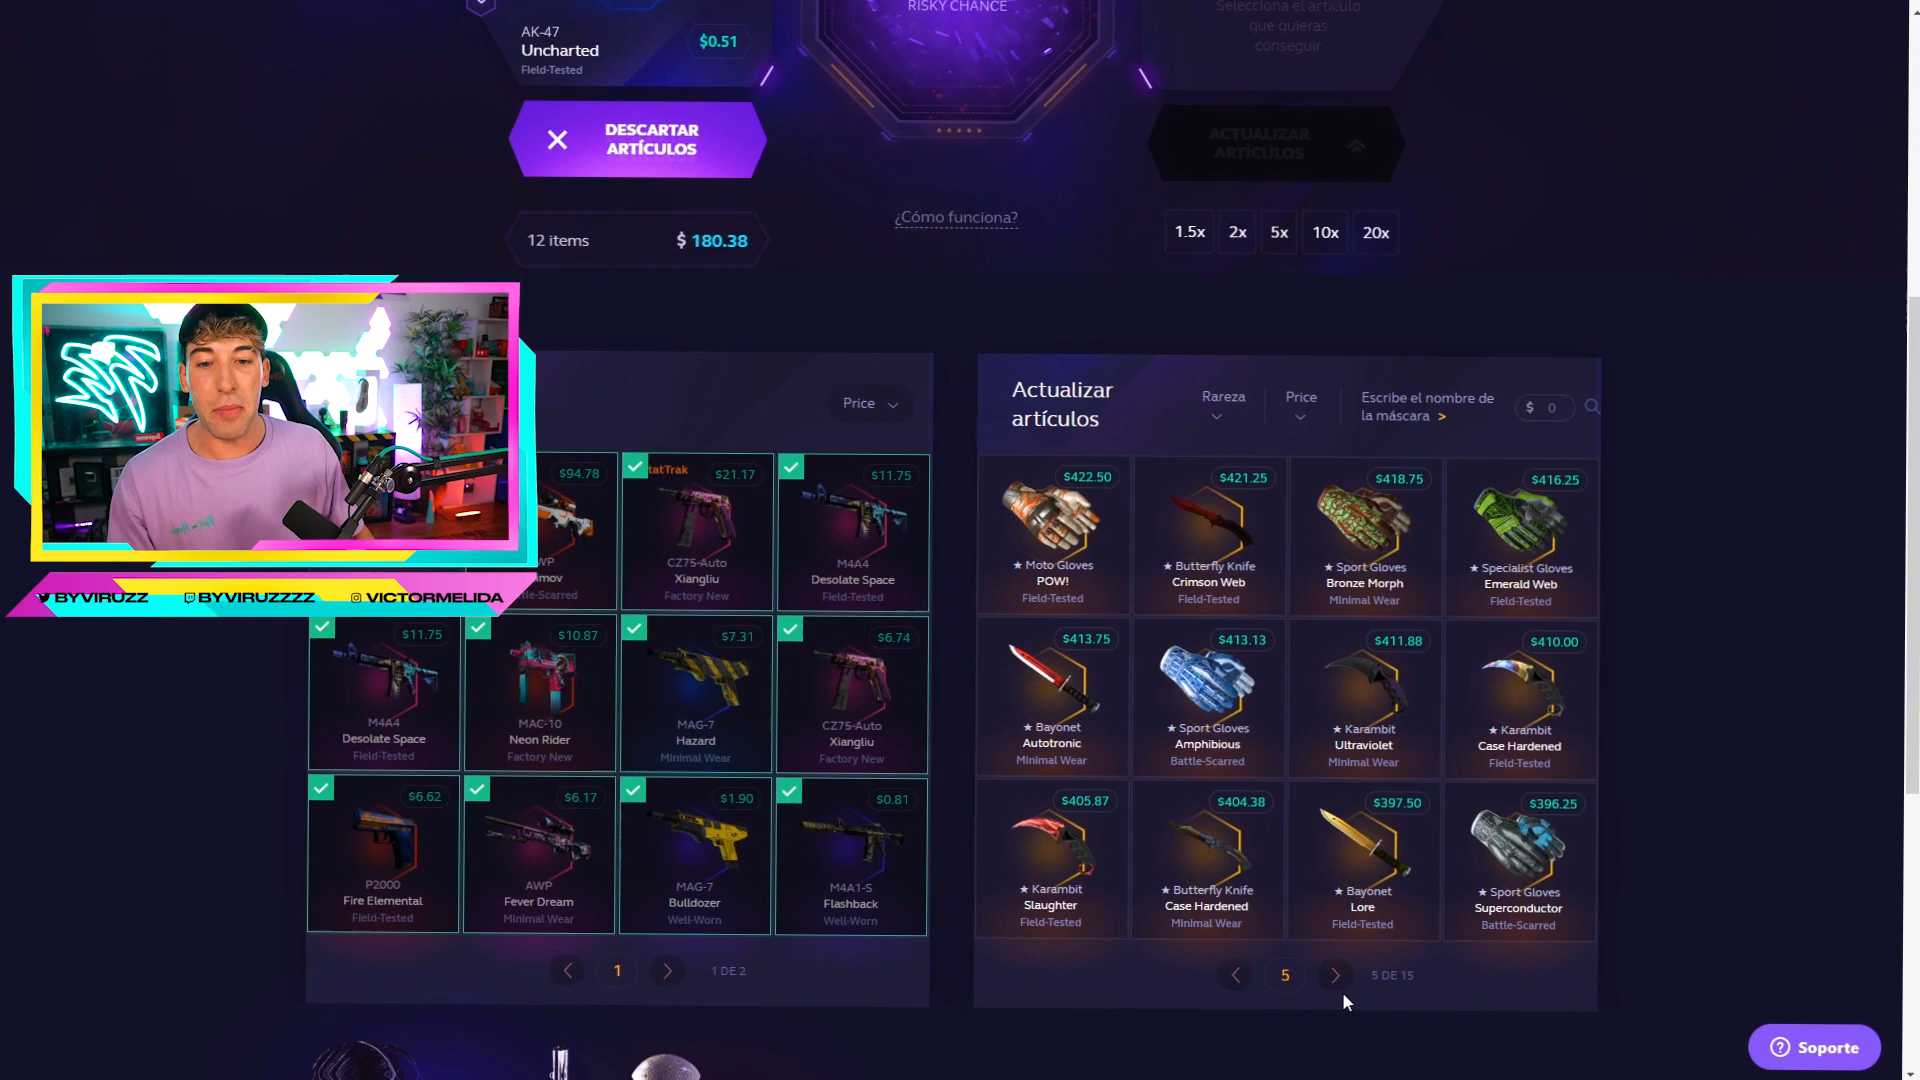 RISKY CHANCE
AK-47
Uncharted
Field-Tested
$0.51
Selecciona el artículo
que quieras
conseguir
DESCARTAR
ARTÍCULOS
ACTUALIZAR
ARTÍCULOS
12 items
$ 180.38
¿Cómo funciona?
1.5x
2x
5x
10x
20x
Price
$94.78
tle-Scarred
tatTrak
$21.17
CZ75-Auto
Xiangliu
Factory New
$11.75
M4A4
Desolate Space
Field-Tested
BYVIRUZZ
BYVIRUZZZZ
VICTORMELIDA
$11.75
M4A4
Desolate Space
Field-Tested
$10.87
MAC-10
Neon Rider
Factory New
$7.31
MAG-7
Hazard
Minimal Wear
$6.74
CZ75-Auto
Xiangliu
Factory New
$6.62
P2000
Fire Elemental
Field-Tested
$6.17
AWP
Fever Dream
Minimal Wear
$1.90
MAG-7
Bulldozer
Well-Worn
$0.81
M4A1-S
Flashback
Well-Worn
1
1 DE 2
Actualizar
artículos
Rareza
Price
Escribe el nombre de
la máscara >
$ 0
$422.50
★ Moto Gloves
POW!
Field-Tested
$421.25
★ Butterfly Knife
Crimson Web
Field-Tested
$418.75
★ Sport Gloves
Bronze Morph
Minimal Wear
$416.25
★ Specialist Gloves
Emerald Web
Field-Tested
$413.75
★ Bayonet
Autotronic
Minimal Wear
$413.13
★ Sport Gloves
Amphibious
Battle-Scarred
$411.88
★ Karambit
Ultraviolet
Minimal Wear
$410.00
★ Karambit
Case Hardened
Field-Tested
$405.87
★ Karambit
Slaughter
Field-Tested
$404.38
★ Butterfly Knife
Case Hardened
Minimal Wear
$397.50
★ Bayonet
Lore
Field-Tested
$396.25
★ Sport Gloves
Superconductor
Battle-Scarred
5
5 DE 15
Soporte